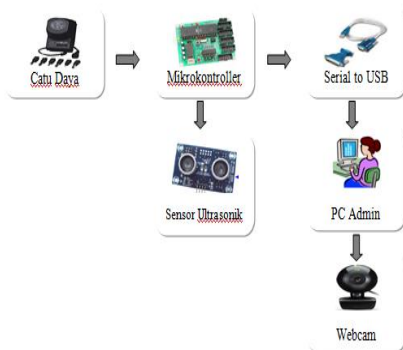 Catu Daya
Mikrokontroller
Serial to USB
Sensor Ultrasonik
PC Admin
Webcam